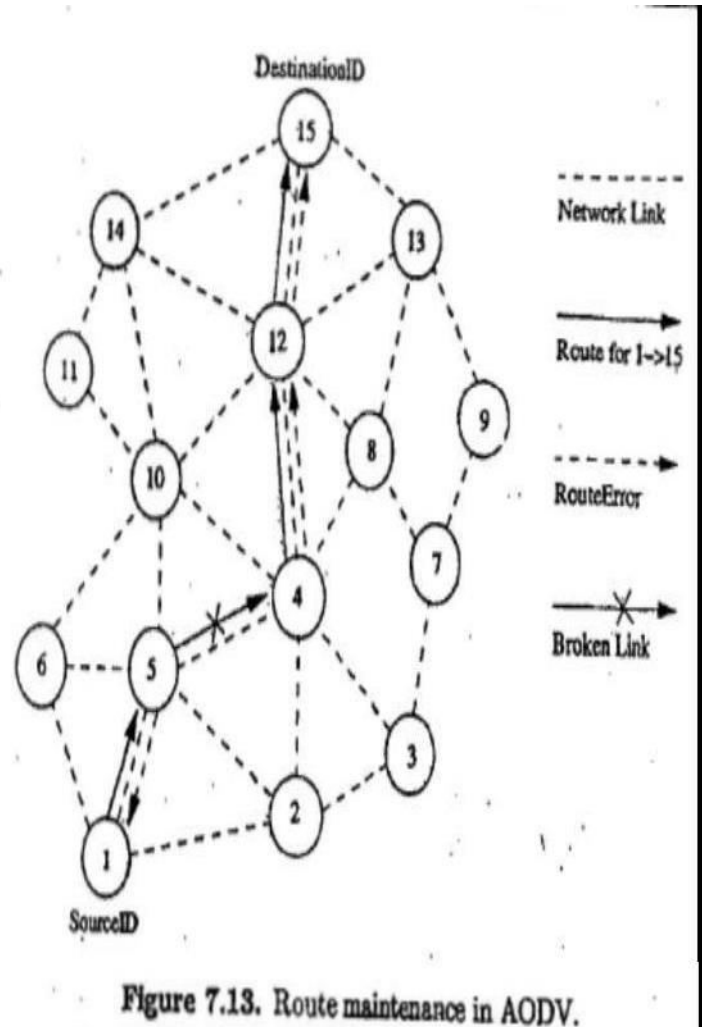 DestinationID
15
14
13
Network Link
12
Route for 1->15
11
9
8
10
RouteError
7
4
Broken Link
6
5
3
2
1
SourceID
Figure 7.13. Route maintenance in AODV.